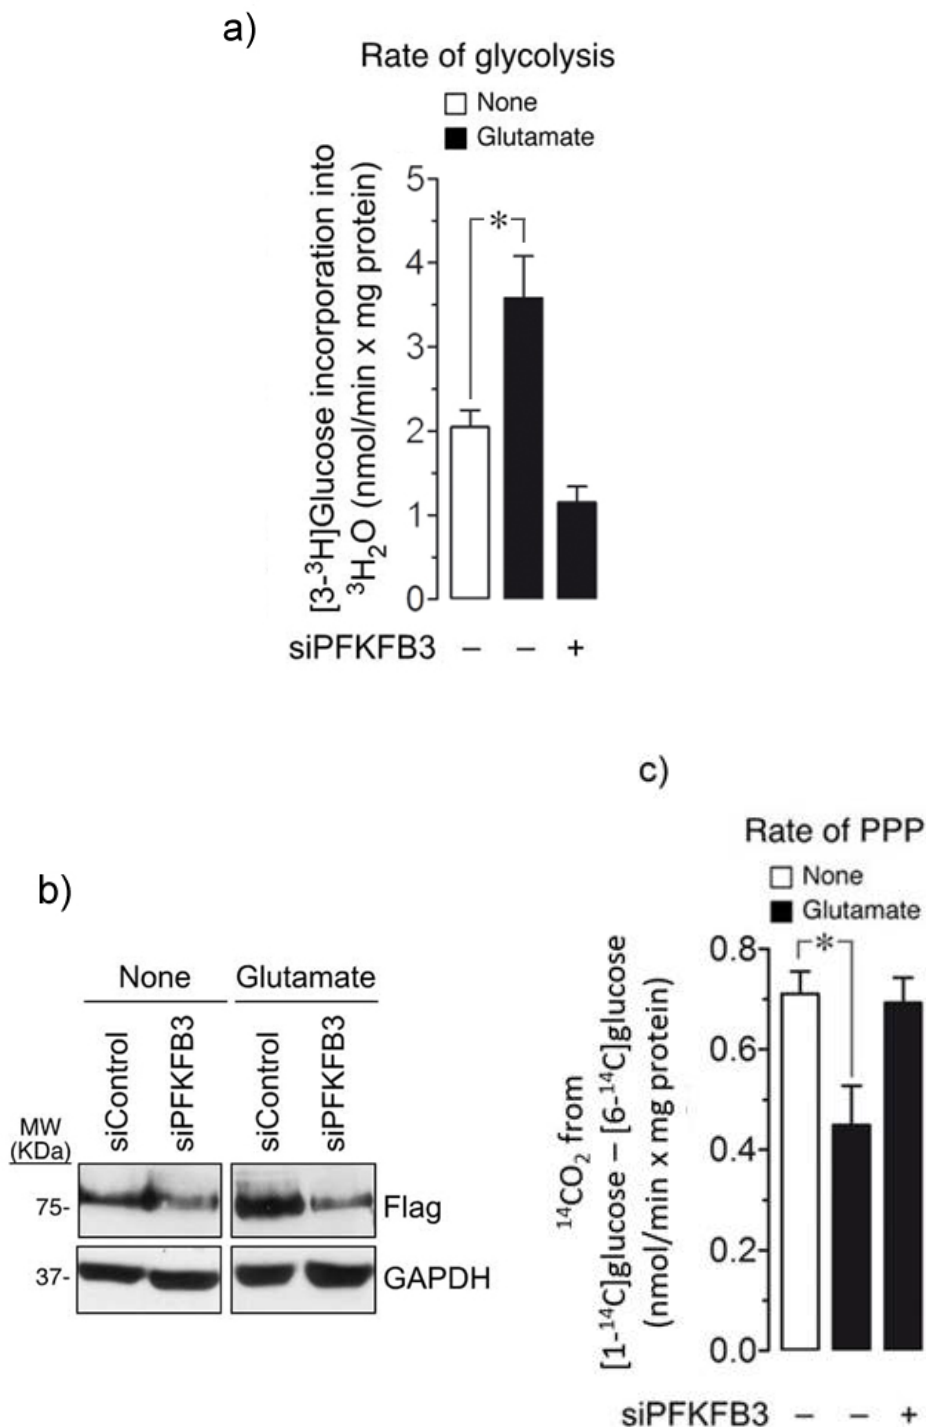 a)
Rate of glycolysis
None
Glutamate
[3-³H]Glucose incorporation into
³H₂O (nmol/min x mg protein)
5
4
3
2
1
0
*
siPFKFB3 – – +
b)
None Glutamate
siControl
siPFKFB3
siControl
siPFKFB3
MW
(KDa)
75-
Flag
37-
GAPDH
c)
Rate of PPP
None
Glutamate
¹⁴CO₂ from
[1-¹⁴C]glucose – [6-¹⁴C]glucose
(nmol/min x mg protein)
0.8
0.6
0.4
0.2
0.0
*
siPFKFB3 – – +